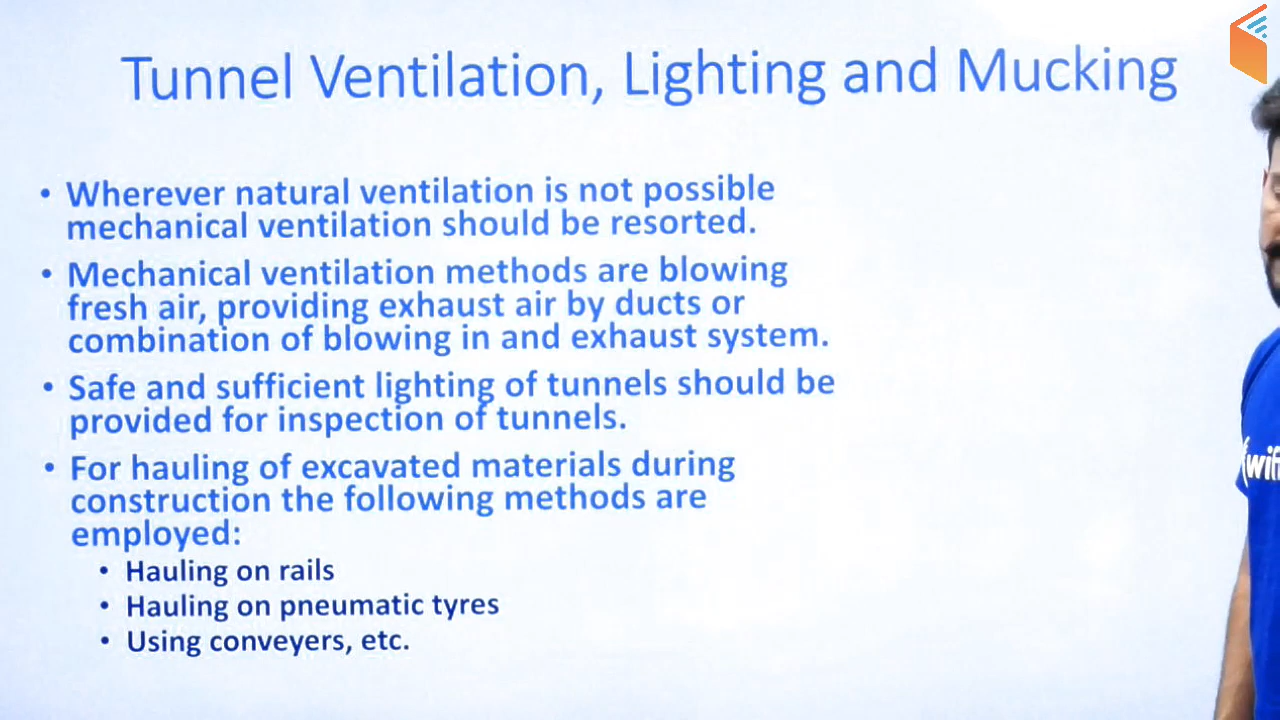 Tunnel Ventilation, Lighting and Mucking
• Wherever natural ventilation is not possible
mechanical ventilation should be resorted.
• Mechanical ventilation methods are blowing
fresh air, providing exhaust air by ducts or
combination of blowing in and exhaust system.
• Safe and sufficient lighting of tunnels should be
provided for inspection of tunnels.
• For hauling of excavated materials during
construction the following methods are
employed:
• Hauling on rails
• Hauling on pneumatic tyres
• Using conveyers, etc.